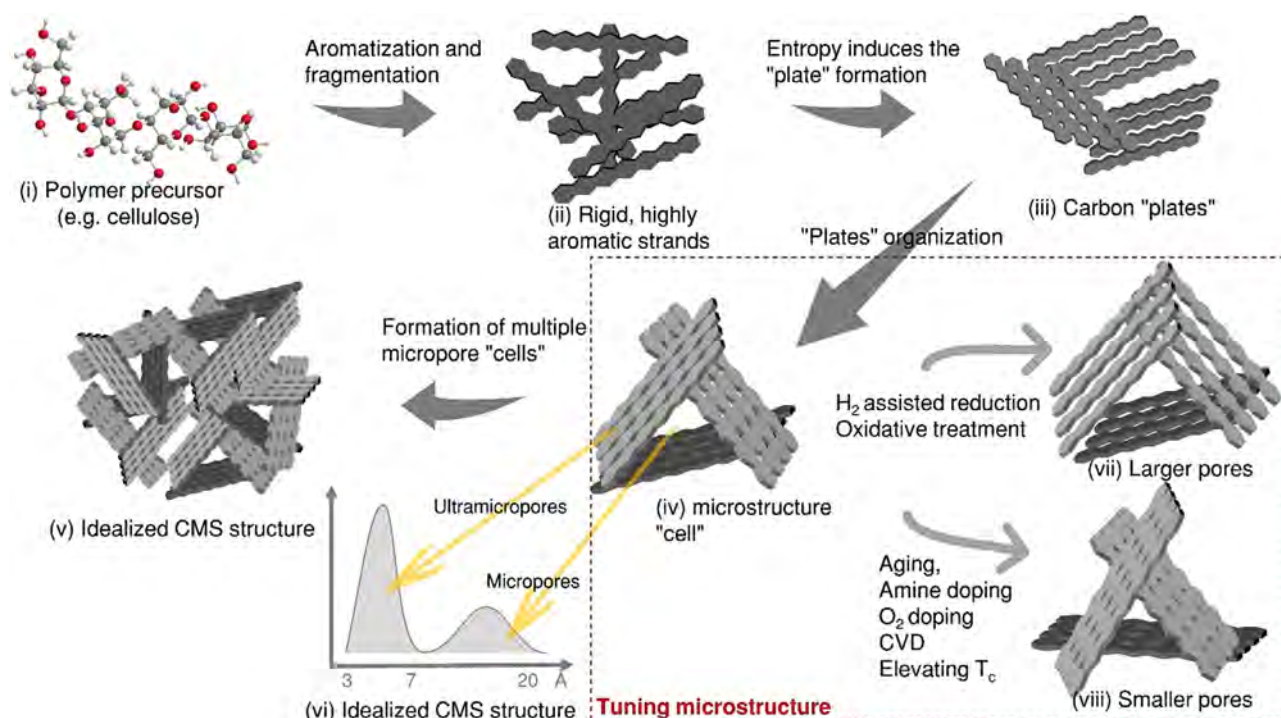 Aromatization and
fragmentation
Entropy induces the
"plate" formation
(i) Polymer precursor
(e.g. cellulose)
(ii) Rigid, highly
aromatic strands
(iii) Carbon "plates"
"Plates" organization
Formation of multiple
micropore "cells"
H2 assisted reduction
Oxidative treatment
(vii) Larger pores
(v) Idealized CMS structure
Ultramicropores
(iv) microstructure
"cell"
Micropores
Aging,
Amine doping
O2 doping
CVD
Elevating Tc
3 7 20 Å
(vi) Idealized CMS structure
Tuning microstructure
(viii) Smaller pores